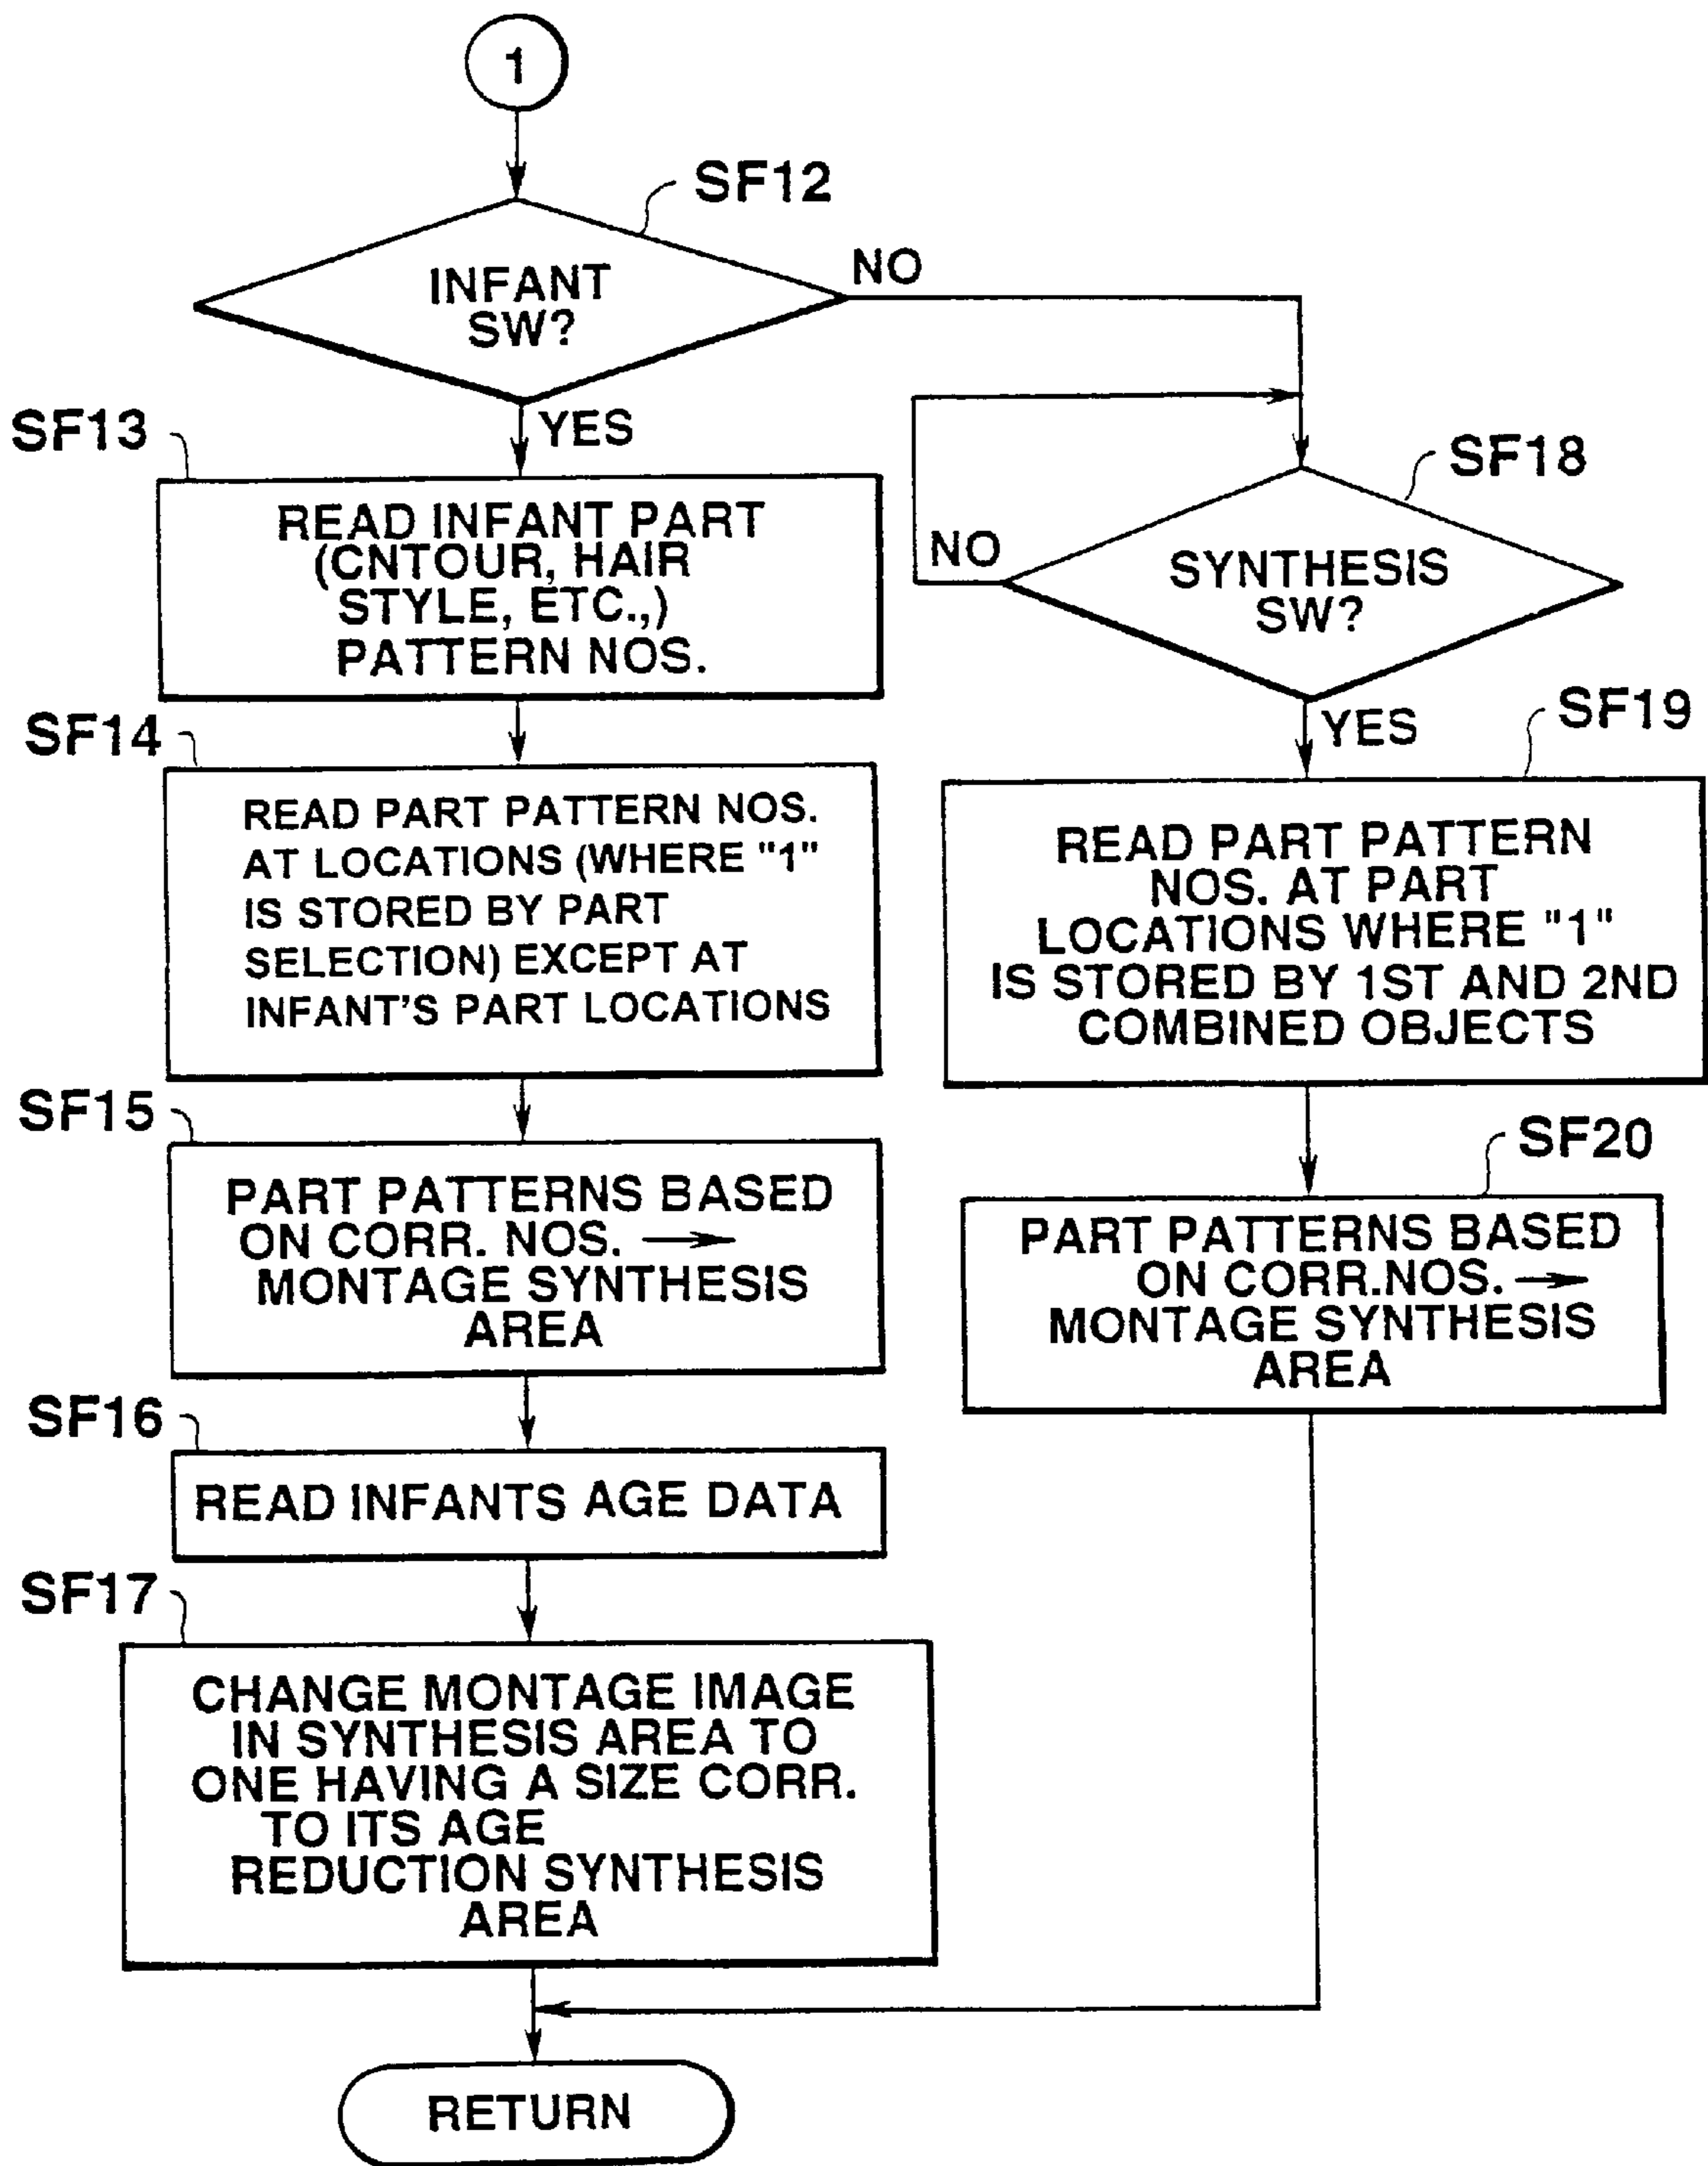 1
SF12
INFANT
SW?
NO
YES
SF13
READ INFANT PART
(CNTOUR, HAIR
STYLE, ETC.,)
PATTERN NOS.
SF14
READ PART PATTERN NOS.
AT LOCATIONS (WHERE "1"
IS STORED BY PART
SELECTION) EXCEPT AT
INFANT'S PART LOCATIONS
SF15
PART PATTERNS BASED
ON CORR. NOS. →
MONTAGE SYNTHESIS
AREA
SF16
READ INFANTS AGE DATA
SF17
CHANGE MONTAGE IMAGE
IN SYNTHESIS AREA TO
ONE HAVING A SIZE CORR.
TO ITS AGE
REDUCTION SYNTHESIS
AREA
SF18
SYNTHESIS
SW?
NO
YES
SF19
READ PART PATTERN
NOS. AT PART
LOCATIONS WHERE "1"
IS STORED BY 1ST AND 2ND
COMBINED OBJECTS
SF20
PART PATTERNS BASED
ON CORR.NOS. →
MONTAGE SYNTHESIS
AREA
RETURN